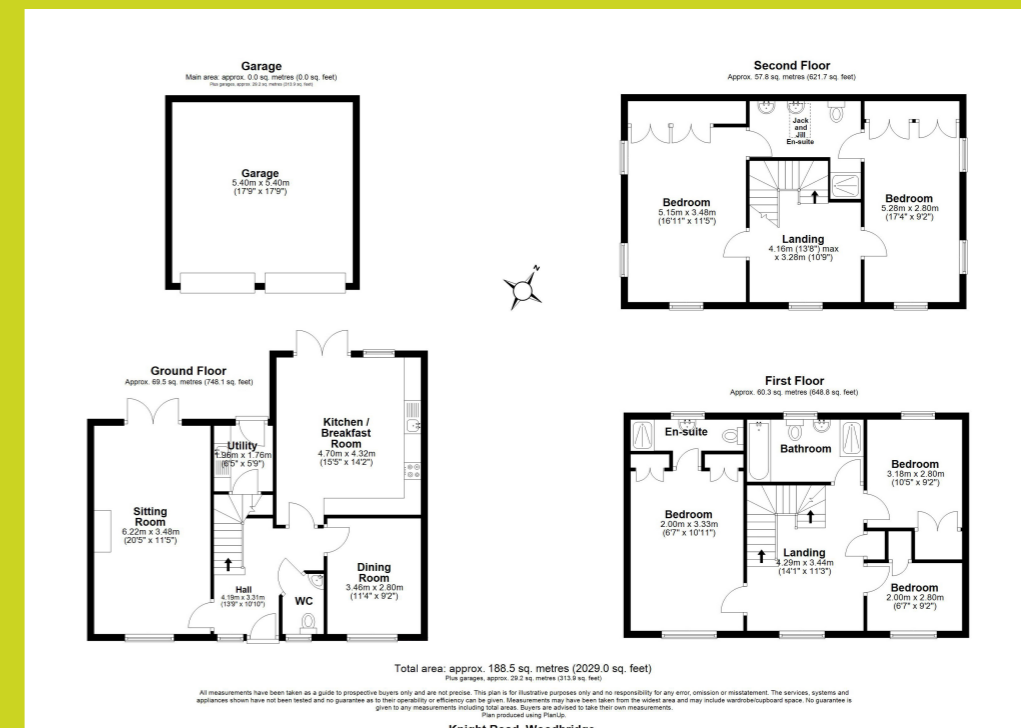 Garage
Main area: approx. 0.0 sq. metres (0.0 sq. feet)
Plus garages, approx. 29.2 sq. metres (313.9 sq. feet)
Garage
5.40m x 5.40m
(17'9" x 17'9")
Second Floor
Approx. 57.8 sq. metres (621.7 sq. feet)
Jack
and
Jill
En-suite
Bedroom
5.15m x 3.48m
(16'11" x 11'5")
Landing
4.16m (13'8") max
x 3.28m (10'9")
Bedroom
5.28m x 2.80m
(17'4" x 9'2")
N
Ground Floor
Approx. 69.5 sq. metres (748.1 sq. feet)
Utility
1.96m x 1.76m
(6'5" x 5'9")
Kitchen /
Breakfast
Room
4.70m x 4.32m
(15'5" x 14'2")
Sitting
Room
6.22m x 3.48m
(20'5" x 11'5")
Hall
4.19m x 3.31m
(13'9" x 10'10")
WC
Dining
Room
3.46m x 2.80m
(11'4" x 9'2")
First Floor
Approx. 60.3 sq. metres (648.8 sq. feet)
En-suite
Bathroom
Bedroom
3.18m x 2.80m
(10'5" x 9'2")
Bedroom
2.00m x 3.33m
(6'7" x 10'11")
Landing
4.29m x 3.44m
(14'1" x 11'3")
Bedroom
2.00m x 2.80m
(6'7" x 9'2")
Total area: approx. 188.5 sq. metres (2029.0 sq. feet)
Plus garages, approx. 29.2 sq. metres (313.9 sq. feet)
All measurements have been taken as a guide to prospective buyers only and are not precise. This plan is for illustrative purposes only and no responsibility for any error, omission or misstatement. The services, systems and
appliances shown have not been tested and no guarantee as to their operability or efficiency can be given. Measurements may have been taken from the widest area and may include wardrobe/cupboard space. No guarantee is
given to any measurements including total areas. Buyers are advised to take their own measurements.
Plan produced using PlanUp.
Knight Road, Woodbridge